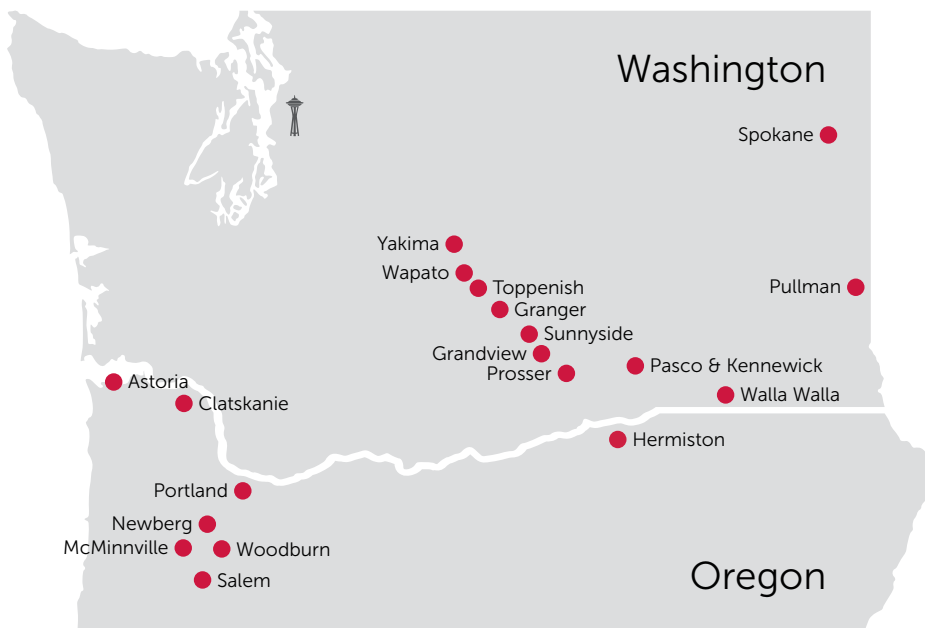 Washington
Spokane
Yakima
Wapato
Toppenish
Pullman
Granger
Sunnyside
Grandview
Prosser
Pasco & Kennewick
Astoria
Walla Walla
Clatskanie
Hermiston
Portland
Newberg
McMinnville
Woodburn
Salem
Oregon